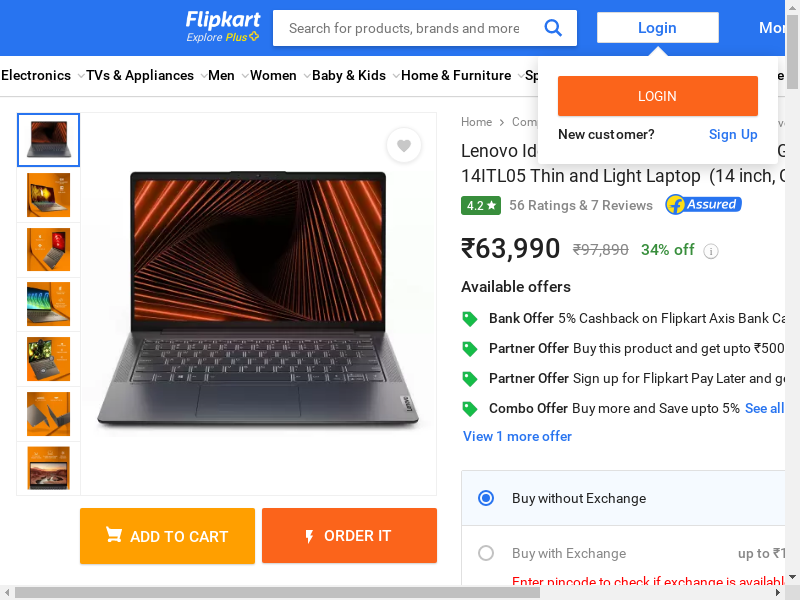 Flipkart
Explore Plus
Search for products, brands and more
Login
Mor
Electronics
TVs & Appliances
Men
Women
Baby & Kids
Home & Furniture
Sp
LOGIN
New customer? Sign Up
Home > Comp
Lenovo Id
14ITL05 Thin and Light Laptop (14 inch, G
4.2 ★ 56 Ratings & 7 Reviews Assured
₹63,990 ₹97,890 34% off i
Available offers
Bank Offer 5% Cashback on Flipkart Axis Bank Ca
Partner Offer Buy this product and get upto ₹500
Partner Offer Sign up for Flipkart Pay Later and ge
Combo Offer Buy more and Save upto 5% See all
View 1 more offer
ADD TO CART
ORDER IT
Buy without Exchange
Buy with Exchange up to ₹1
Enter pincode to check if exchange is availabl